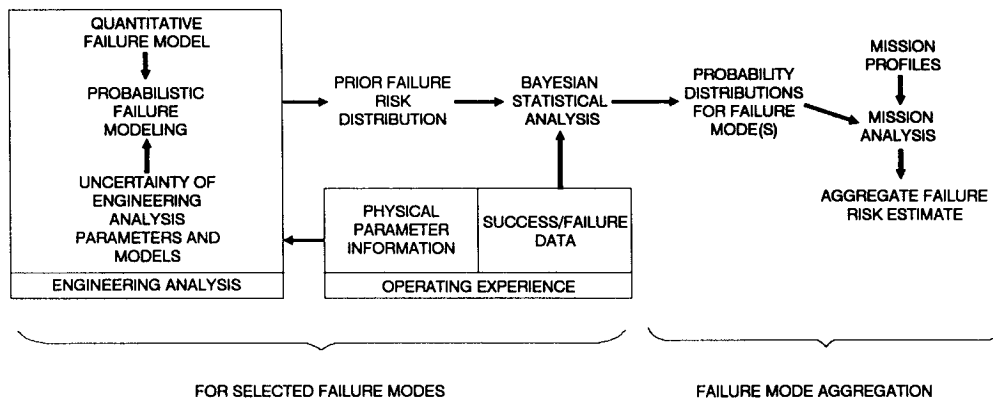 QUANTITATIVE
FAILURE MODEL
PROBABILISTIC
FAILURE
MODELING
UNCERTAINTY OF
ENGINEERING
ANALYSIS
PARAMETERS AND
MODELS
ENGINEERING ANALYSIS
PRIOR FAILURE
RISK
DISTRIBUTION
BAYESIAN
STATISTICAL
ANALYSIS
PHYSICAL
PARAMETER
INFORMATION
SUCCESS/FAILURE
DATA
OPERATING EXPERIENCE
PROBABILITY
DISTRIBUTIONS
FOR FAILURE
MODE(S)
MISSION
PROFILES
MISSION
ANALYSIS
AGGREGATE FAILURE
RISK ESTIMATE
FOR SELECTED FAILURE MODES
FAILURE MODE AGGREGATION